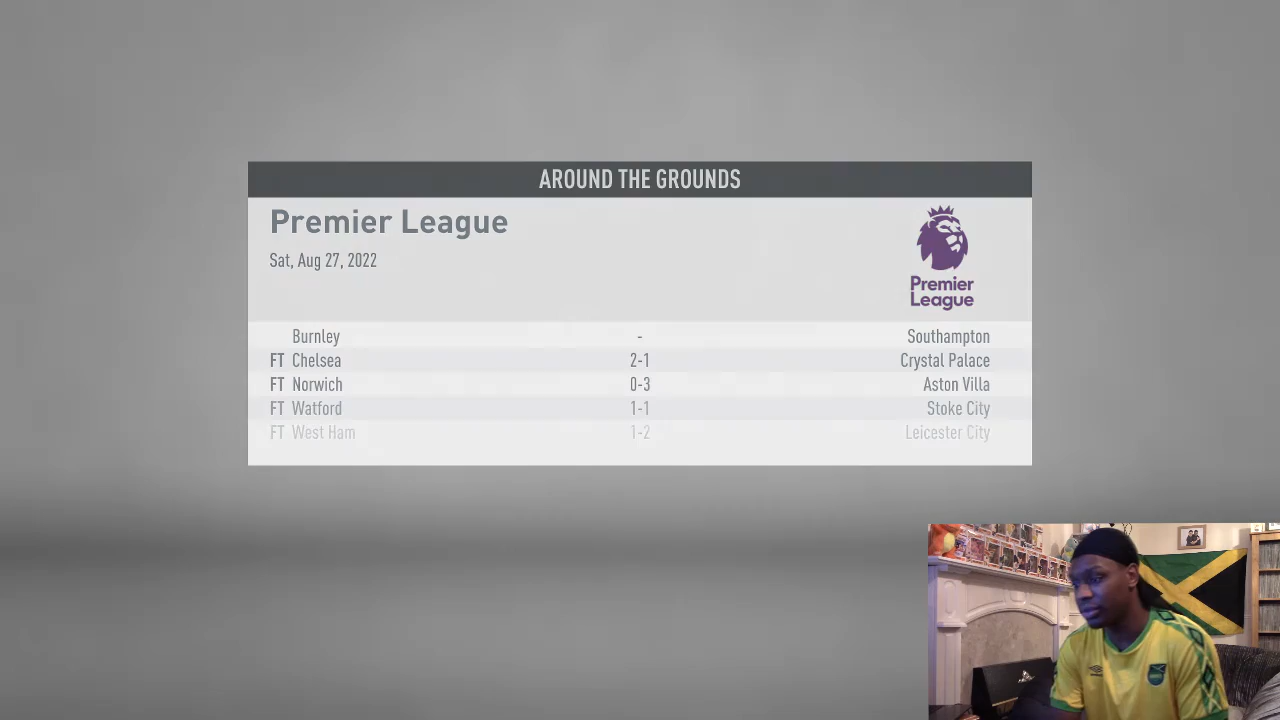 AROUND THE GROUNDS
Premier League
Sat, Aug 27, 2022
Premier
League
Burnley - Southampton
FT Chelsea 2-1 Crystal Palace
FT Norwich 0-3 Aston Villa
FT Watford 1-1 Stoke City
FT West Ham 1-2 Leicester City